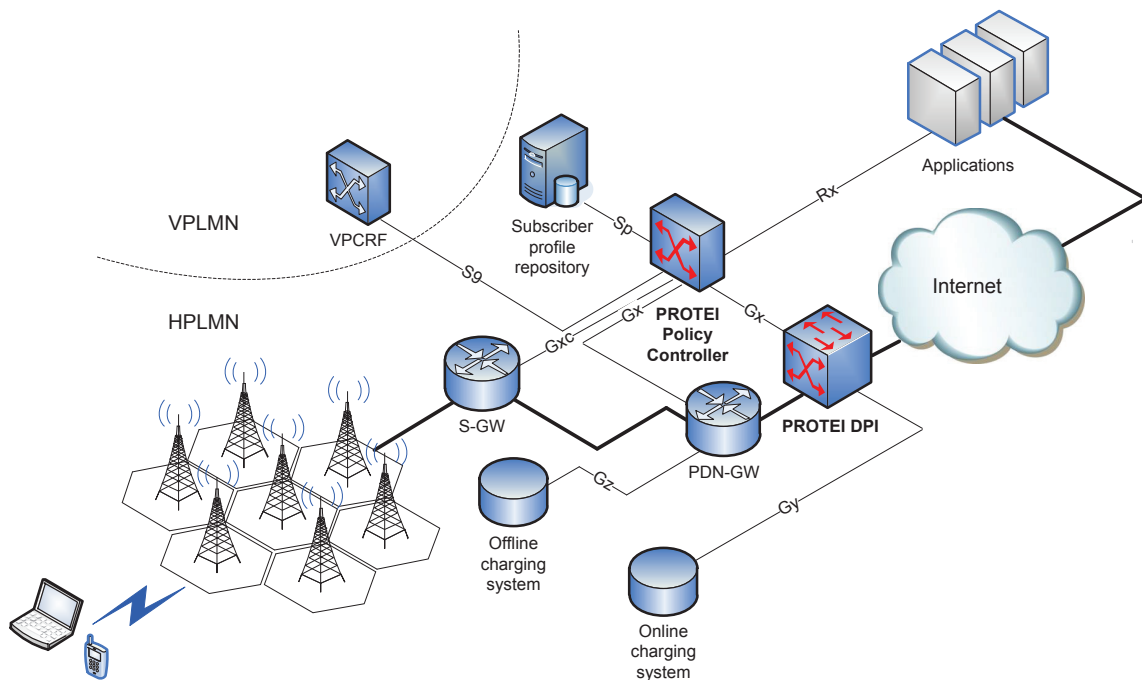 Applications
Rx
VPLMN
VPCRF
Subscriber
profile
repository
Sp
S9
Internet
HPLMN
Gxc
Gx
PROTEI
Policy
Controller
Gx
S-GW
PROTEI DPI
PDN-GW
Gz
Gy
Offline
charging
system
Online
charging
system